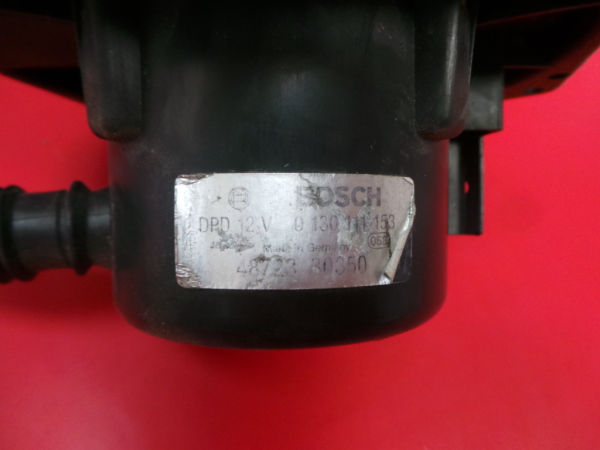 BOSCH
DPD 12 V 0 130 111 153
Made in Germany
48723 80350